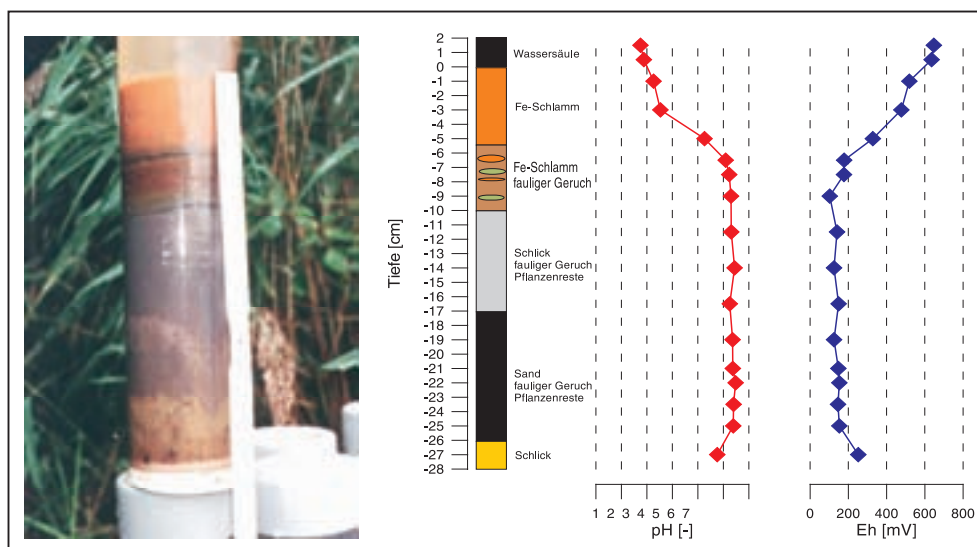 Tiefe [cm]
2
1
0
-1
-2
-3
-4
-5
-6
-7
-8
-9
-10
-11
-12
-13
-14
-15
-16
-17
-18
-19
-20
-21
-22
-23
-24
-25
-26
-27
-28
Wassersäule
Fe-Schlamm
Fe-Schlamm
fauliger Geruch
Schlick
fauliger Geruch
Pflanzenreste
Sand
fauliger Geruch
Pflanzenreste
Schlick
1 2 3 4 5 6 7
pH [-]
0 200 400 600 800
Eh [mV]